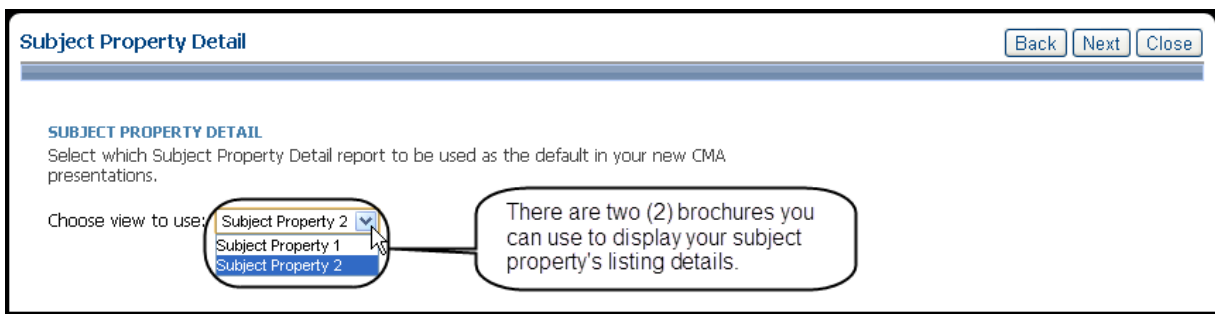 Subject Property Detail
Back Next Close
SUBJECT PROPERTY DETAIL
Select which Subject Property Detail report to be used as the default in your new CMA
presentations.
Choose view to use: Subject Property 2
Subject Property 1
Subject Property 2
There are two (2) brochures you
can use to display your subject
property's listing details.